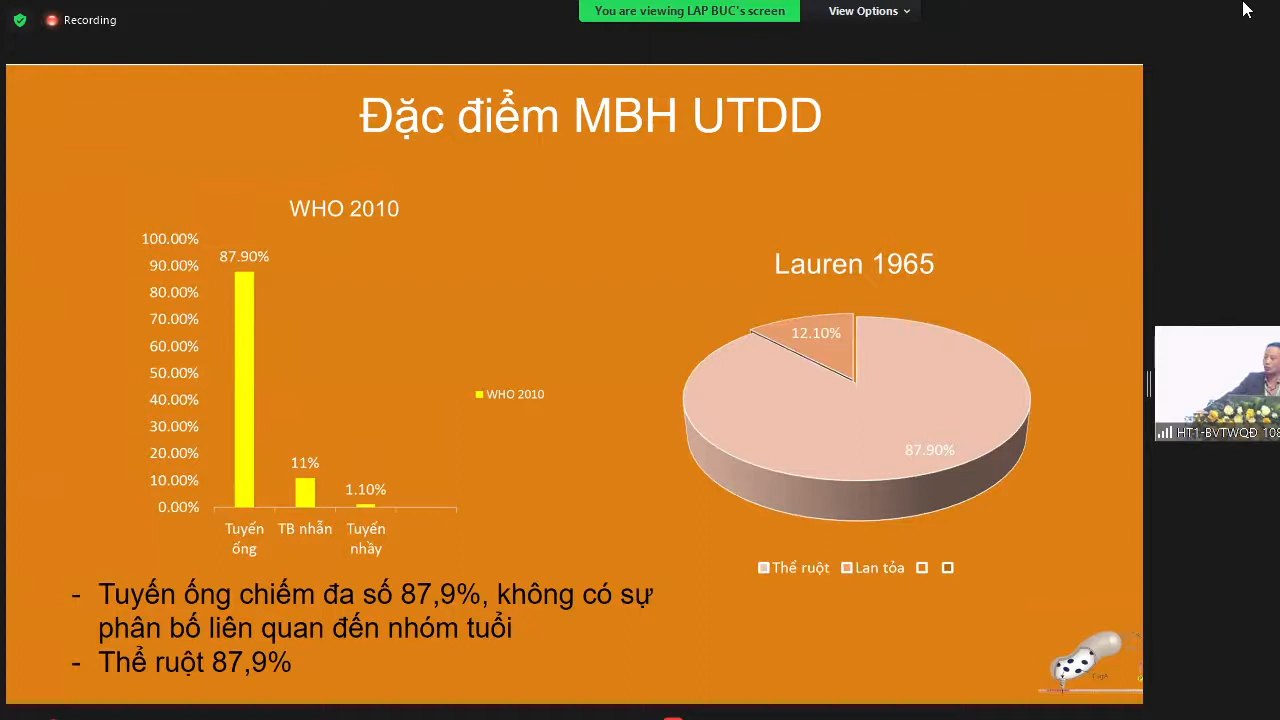 Recording
You are viewing LAP BUC's screen
View Options
Đặc điểm MBH UTDD
WHO 2010
100.00%
90.00%
80.00%
70.00%
60.00%
50.00%
40.00%
30.00%
20.00%
10.00%
0.00%
87.90%
11%
1.10%
Tuyến ống
TB nhẫn
Tuyến nhầy
WHO 2010
Lauren 1965
12.10%
87.90%
Thể ruột
Lan tỏa
- Tuyến ống chiếm đa số 87,9%, không có sự
phân bố liên quan đến nhóm tuổi
- Thể ruột 87,9%
HT1-BVTWQĐ 108